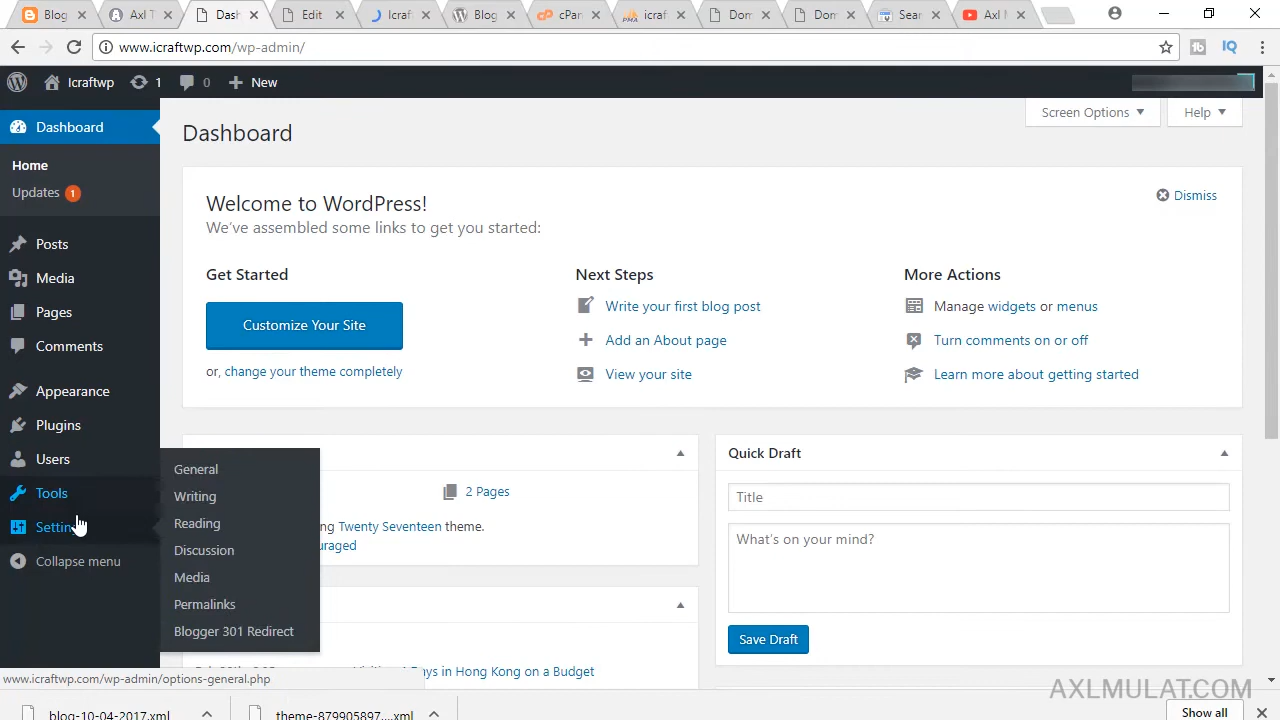 Blog
Axl T
Dash
Edit
Icraf
Blog
cPan
icraf
Dom
Dom
Sear
Axl M
www.icraftwp.com/wp-admin/
Icraftwp 1 0 New
Screen Options Help
Dashboard
Home
Updates 1
Posts
Media
Pages
Comments
Appearance
Plugins
Users
Tools
Settin
Collapse menu
General
Writing
Reading
Discussion
Media
Permalinks
Blogger 301 Redirect
Dashboard
Welcome to WordPress!
Dismiss
We've assembled some links to get you started:
Get Started
Customize Your Site
or, change your theme completely
Next Steps
Write your first blog post
Add an About page
View your site
More Actions
Manage widgets or menus
Turn comments on or off
Learn more about getting started
2 Pages
ng Twenty Seventeen theme.
uraged
Days in Hong Kong on a Budget
Quick Draft
Title
What's on your mind?
Save Draft
www.icraftwp.com/wp-admin/options-general.php
AXLMULAT.COM
blog-10-04-2017.xml
theme-879905897....xml
Show all